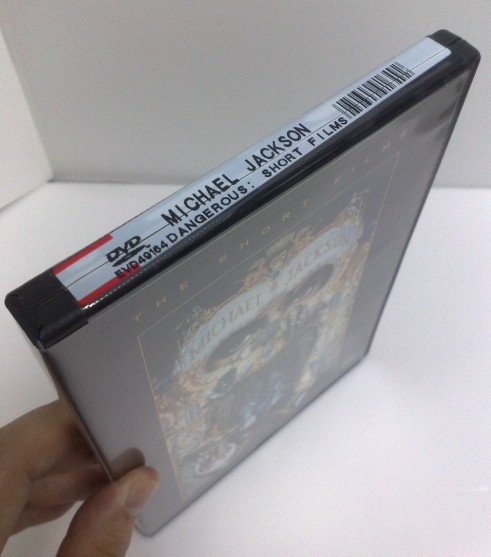 DVD
MICHAEL JACKSON
EVD49164 DANGEROUS: SHORT FILMS
THE SHORT FILMS
MICHAEL JACKSON